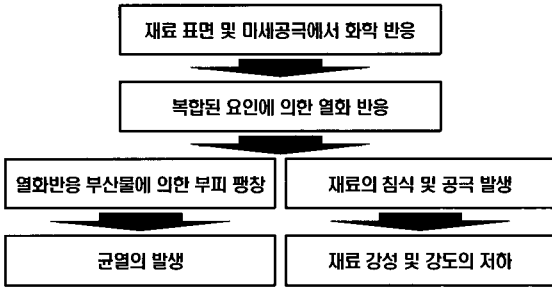 재료 표면 및 미세공극에서 화학 반응
복합된 요인에 의한 열화 반응
열화반응 부산물에 의한 부피 팽창
재료의 침식 및 공극 발생
균열의 발생
재료 강성 및 강도의 저하